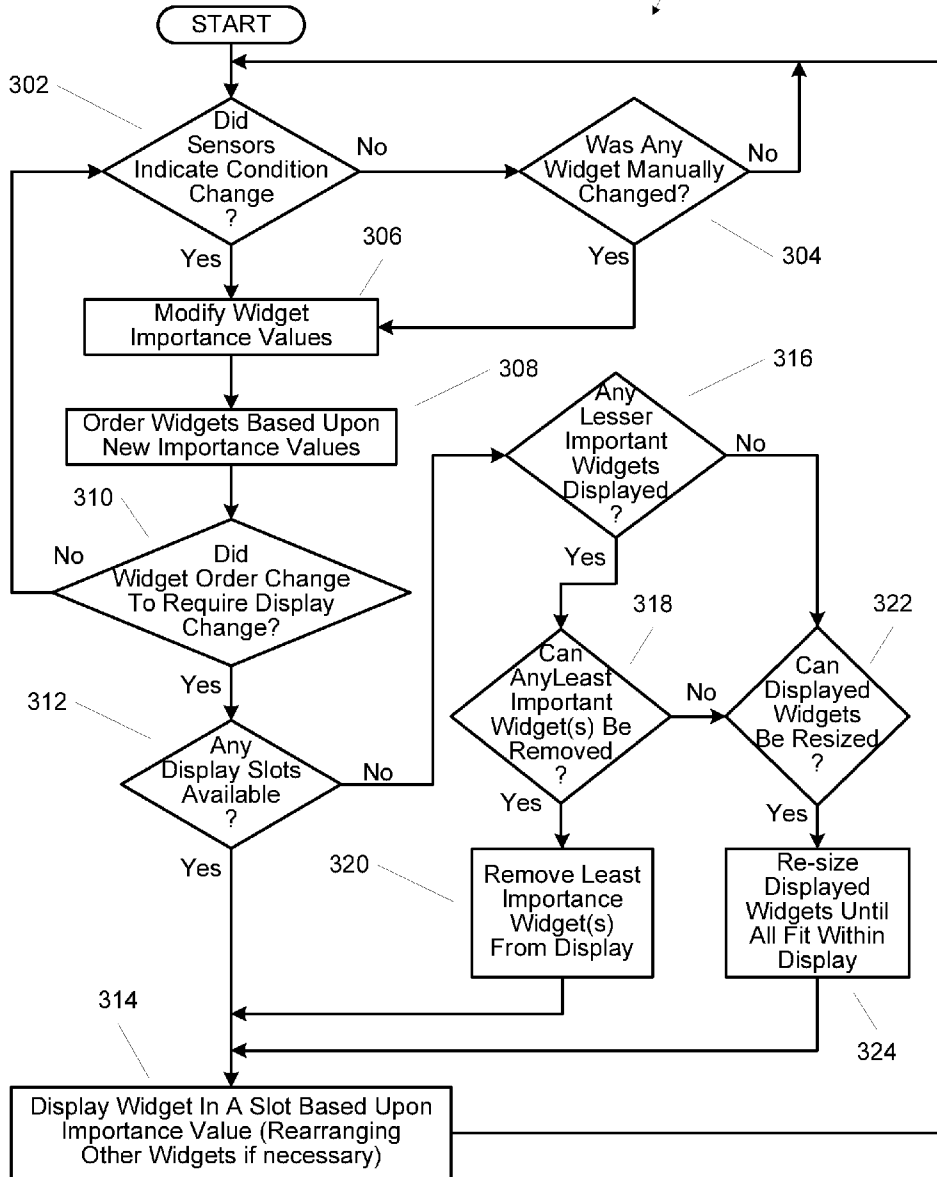 START
302
Did
Sensors
Indicate Condition
Change
?
No
Was Any
Widget Manually
Changed?
No
304
Yes
Yes
306
Modify Widget
Importance Values
308
Order Widgets Based Upon
New Importance Values
316
Any
Lesser
Important
Widgets
Displayed
?
No
Yes
310
No
Did
Widget Order Change
To Require Display
Change?
Yes
318
Can
AnyLeast
Important
Widget(s) Be
Removed
?
No
Yes
322
Can
Displayed
Widgets
Be Resized
?
Yes
312
Any
Display Slots
Available
?
No
Yes
320
Remove Least
Importance
Widget(s)
From Display
Re-size
Displayed
Widgets Until
All Fit Within
Display
324
314
Display Widget In A Slot Based Upon
Importance Value (Rearranging
Other Widgets if necessary)